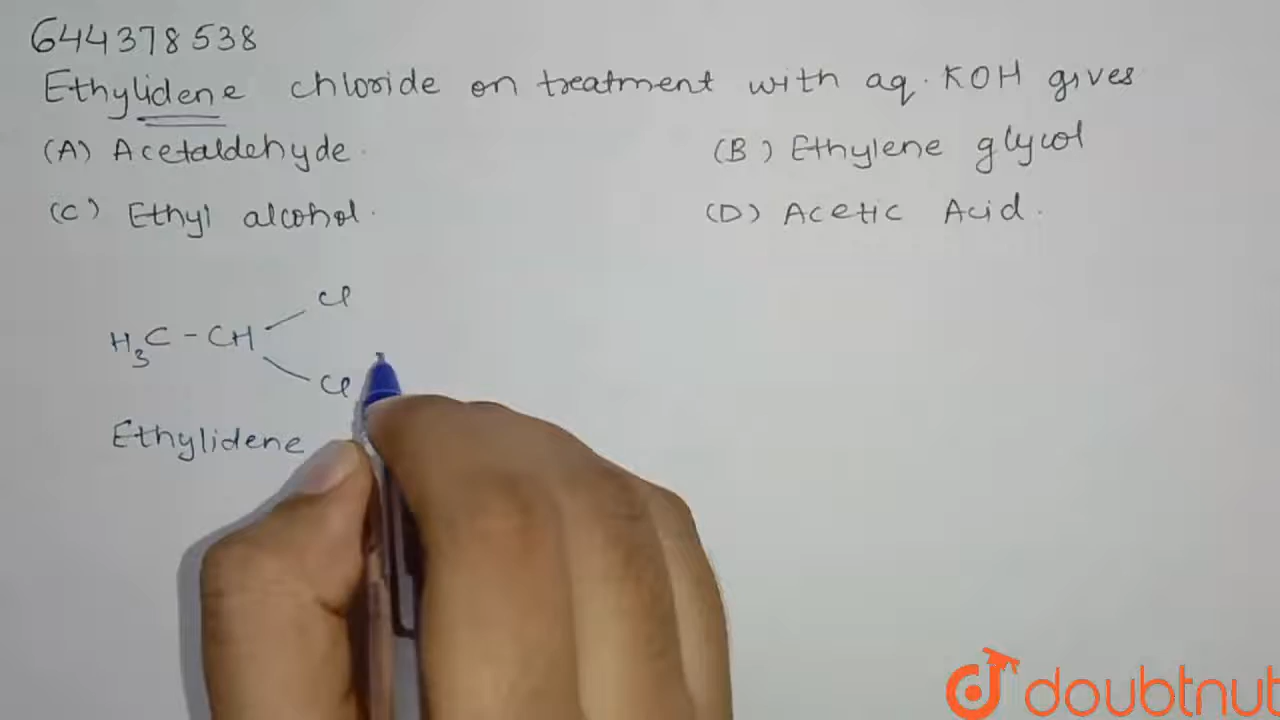 644378538
Ethylidene chloride on treatment with aq. KOH gives
(A) Acetaldehyde. (B) Ethylene glycol
(C) Ethyl alcohol. (D) Acetic Acid.
Cl
H3C-CH
Cl
Ethylidene
doubtnut